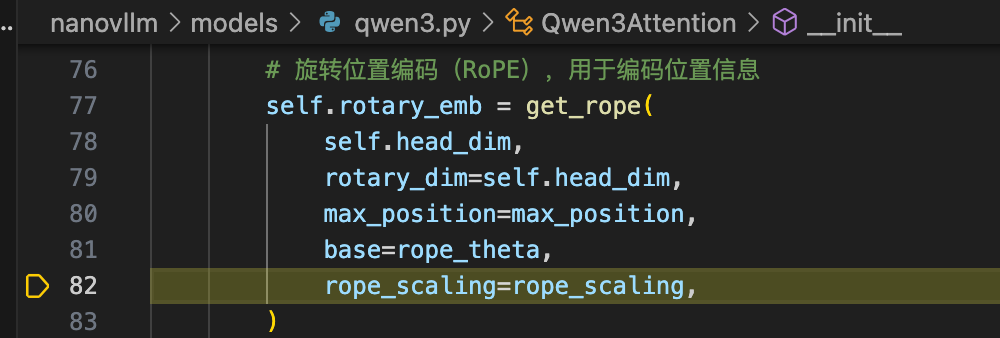 nanovllm > models > qwen3.py > Qwen3Attention > __init__
76 # 旋转位置编码（RoPE），用于编码位置信息
77 self.rotary_emb = get_rope(
78 self.head_dim,
79 rotary_dim=self.head_dim,
80 max_position=max_position,
81 base=rope_theta,
82 rope_scaling=rope_scaling,
83 )